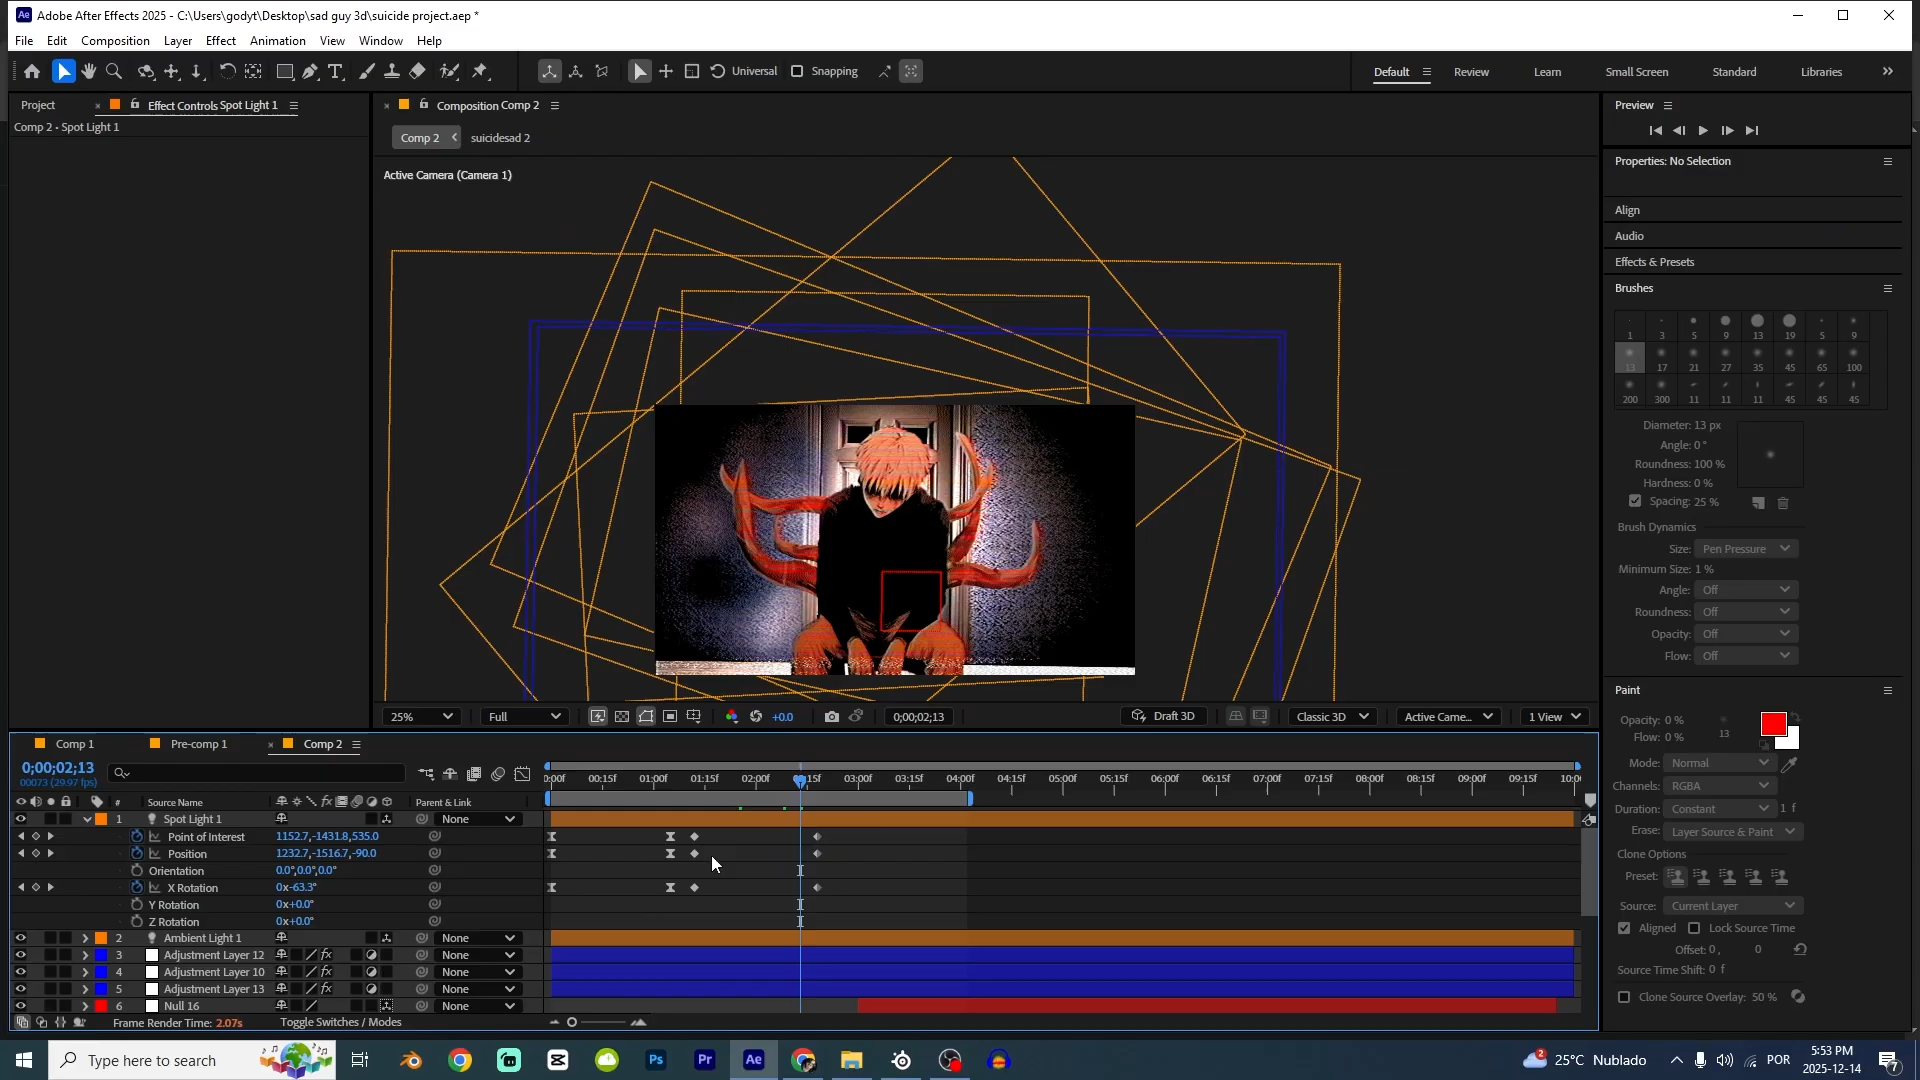 Adobe After Effects 2025 - C:\Users\godyt\Desktop\sad guy 3d\suicide project.aep *
File Edit Composition Layer Effect Animation View Window Help
Universal Snapping Default Review Learn Small Screen Standard Libraries
Project Effect Controls Spot Light 1
Comp 2 • Spot Light 1
Composition Comp 2
Comp 2 suicidesad 2
Active Camera (Camera 1)
25% Full +0.0 0;00;02;13 Draft 3D Classic 3D Active Came... 1 View
Preview
Properties: No Selection
Align
Audio
Effects & Presets
Brushes
1 3 5 9 13 19 5 9
13 17 21 27 35 45 65 100
200 300 11 11 11 45 45 45
Diameter: 13 px
Angle: 0 °
Roundness: 100 %
Hardness: 0 %
Spacing: 25 %
Brush Dynamics
Size: Pen Pressure
Minimum Size: 1 %
Angle: Off
Roundness: Off
Opacity: Off
Flow: Off
Paint
Opacity: 0 %
Flow: 0 %
13
Mode: Normal
Channels: RGBA
Duration: Constant 1 f
Erase: Layer Source & Paint
Clone Options
Preset:
Source: Current Layer
Aligned Lock Source Time
Offset: 0 , 0
Source Time Shift: 0 f
Clone Source Overlay: 50 %
Comp 1 Pre-comp 1 Comp 2
0;00;02;13
00073 (29.97 fps)
0:00f 00:15f 01:00f 01:15f 02:00f 02:15f 03:00f 03:15f 04:00f 04:15f 05:00f 05:15f 06:00f 06:15f 07:00f 07:15f 08:00f 08:15f 09:00f 09:15f 10:0
# Source Name Parent & Link
1 Spot Light 1 None
Point of Interest 1152.7,-1431.8,535.0
Position 1232.7,-1516.7,-90.0
Orientation 0.0°,0.0°,0.0°
X Rotation 0x-63.3°
Y Rotation 0x+0.0°
Z Rotation 0x+0.0°
2 Ambient Light 1 None
3 Adjustment Layer 12 fx None
4 Adjustment Layer 10 fx None
5 Adjustment Layer 13 fx None
6 Null 16 None
Frame Render Time: 2.07s Toggle Switches / Modes
Type here to search
Ps Pr Ae
2 25°C Nublado POR 5:53 PM
2025-12-14 7